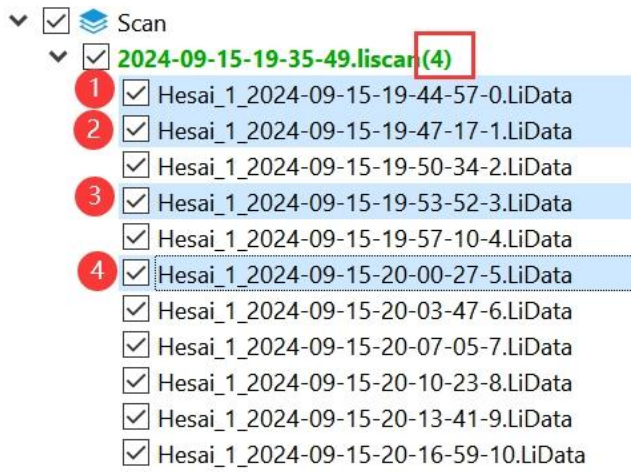 Scan
2024-09-15-19-35-49.liscan(4)
1 Hesai_1_2024-09-15-19-44-57-0.LiData
2 Hesai_1_2024-09-15-19-47-17-1.LiData
Hesai_1_2024-09-15-19-50-34-2.LiData
3 Hesai_1_2024-09-15-19-53-52-3.LiData
Hesai_1_2024-09-15-19-57-10-4.LiData
4 Hesai_1_2024-09-15-20-00-27-5.LiData
Hesai_1_2024-09-15-20-03-47-6.LiData
Hesai_1_2024-09-15-20-07-05-7.LiData
Hesai_1_2024-09-15-20-10-23-8.LiData
Hesai_1_2024-09-15-20-13-41-9.LiData
Hesai_1_2024-09-15-20-16-59-10.LiData